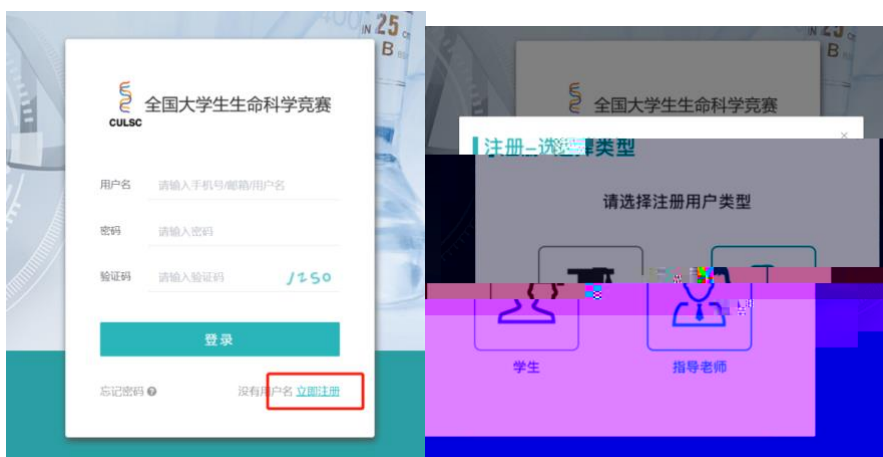 IN 25 cm
B
CULSC
全国大学生生命科学竞赛
用户名 请输入手机号/邮箱/用户名
密码 请输入密码
验证码 请输入验证码 1250
登录
忘记密码 没有用户名 立即注册
B
全国大学生生命科学竞赛
×
请选择注册用户类型
学生 指导老师